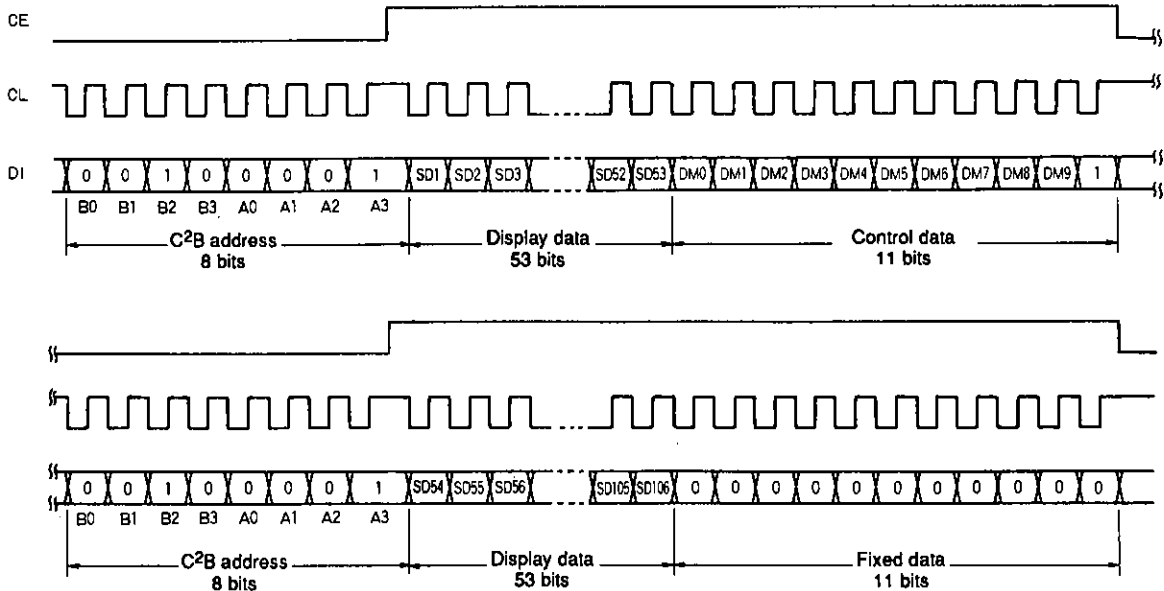 CE
CL
DI 0 0 1 0 0 0 0 1 SD1 SD2 SD3 SD52 SD53 DM0 DM1 DM2 DM3 DM4 DM5 DM6 DM7 DM8 DM9 1
B0 B1 B2 B3 A0 A1 A2 A3
C²B address Display data Control data
8 bits 53 bits 11 bits
0 0 1 0 0 0 0 1 SD54 SD55 SD56 SD105 SD106 0 0 0 0 0 0 0 0 0 0 0
B0 B1 B2 B3 A0 A1 A2 A3
C²B address Display data Fixed data
8 bits 53 bits 11 bits